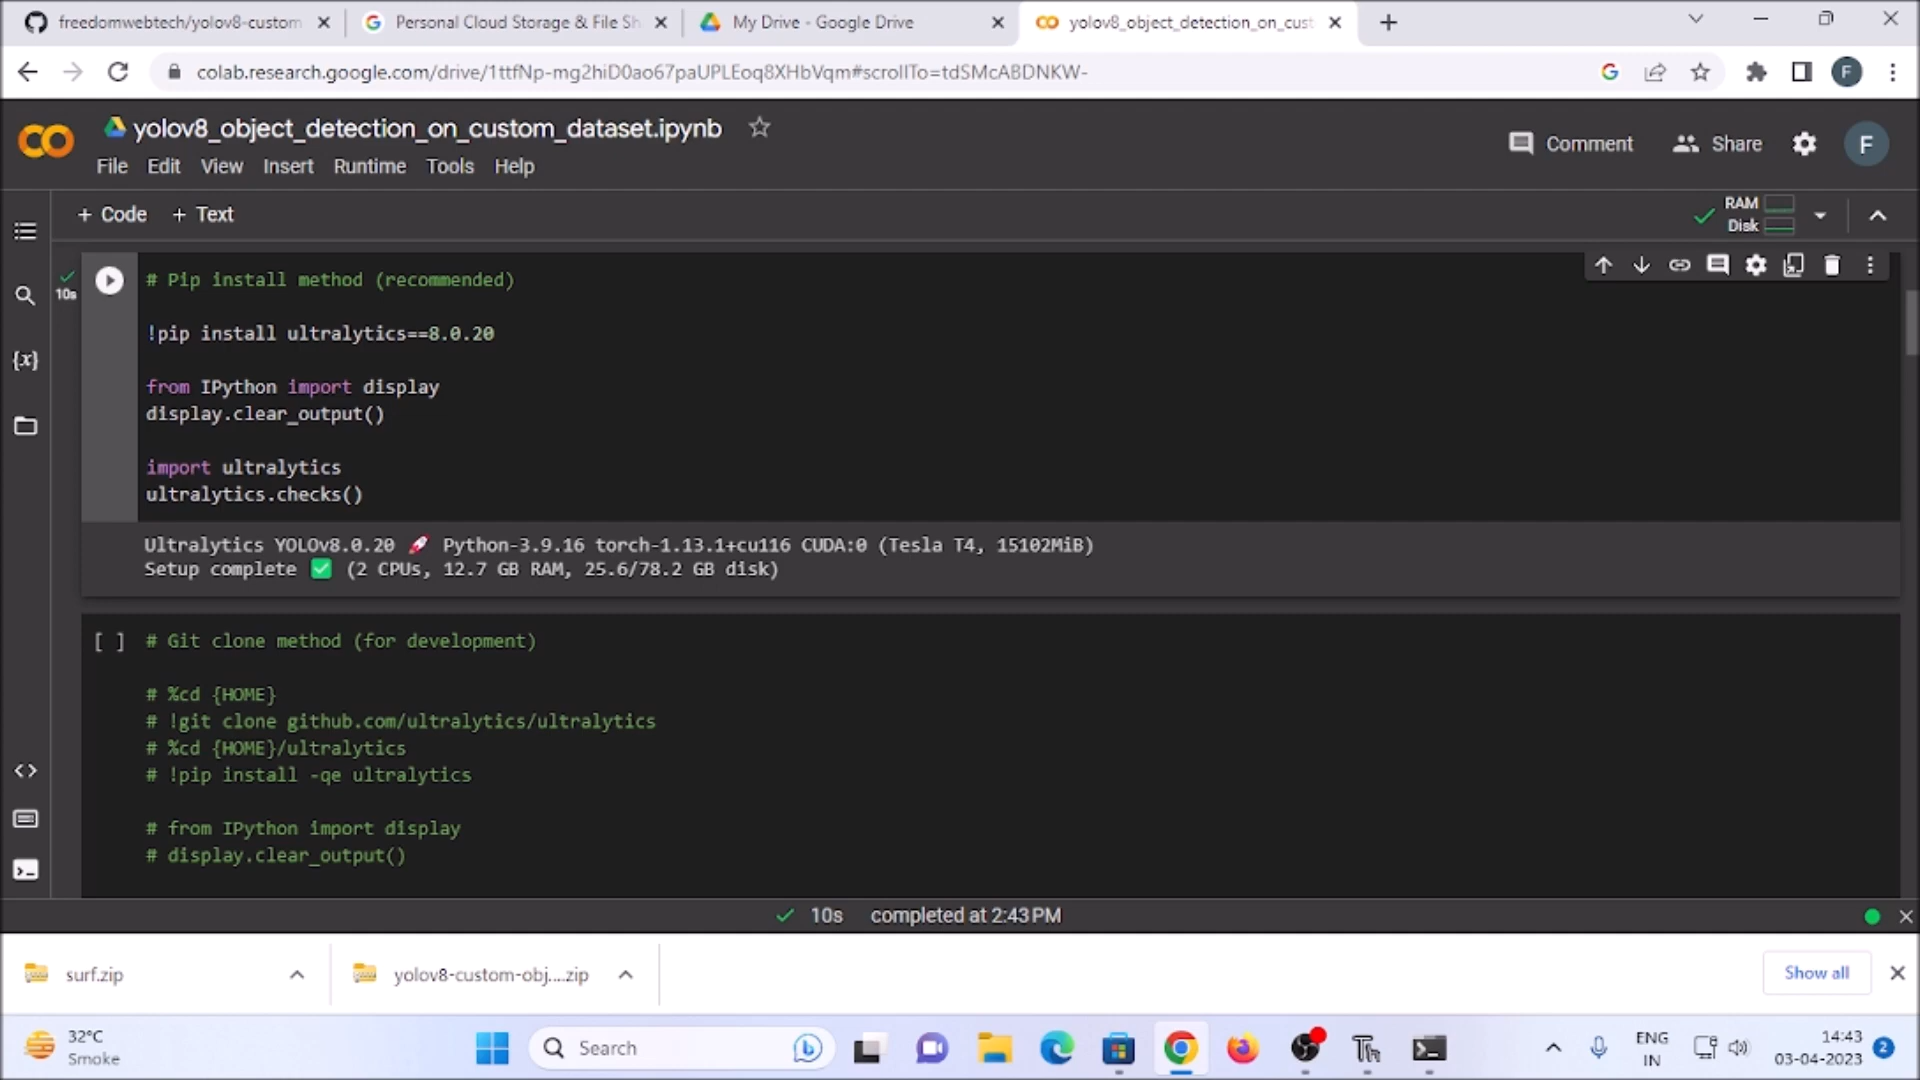 freedomwebtech/yolov8-custom
Personal Cloud Storage & File Sh
My Drive - Google Drive
yolov8_object_detection_on_cust
colab.research.google.com/drive/1ttfNp-mg2hiD0ao67paUPLEoq8XHbVqm#scrollTo=tdSMcABDNKW-
F
yolov8_object_detection_on_custom_dataset.ipynb
File Edit View Insert Runtime Tools Help
Comment
Share
F
+ Code + Text
RAM
Disk
10s
# Pip install method (recommended)
!pip install ultralytics==8.0.20
from IPython import display
display.clear_output()
import ultralytics
ultralytics.checks()
Ultralytics YOLOv8.0.20 🚀 Python-3.9.16 torch-1.13.1+cu116 CUDA:0 (Tesla T4, 15102MiB)
Setup complete ✅ (2 CPUs, 12.7 GB RAM, 25.6/78.2 GB disk)
[ ] # Git clone method (for development)
# %cd {HOME}
# !git clone github.com/ultralytics/ultralytics
# %cd {HOME}/ultralytics
# !pip install -qe ultralytics
# from IPython import display
# display.clear_output()
10s completed at 2:43 PM
surf.zip
yolov8-custom-obj....zip
Show all
32°C
Smoke
Search
ENG
IN
14:43
03-04-2023
2